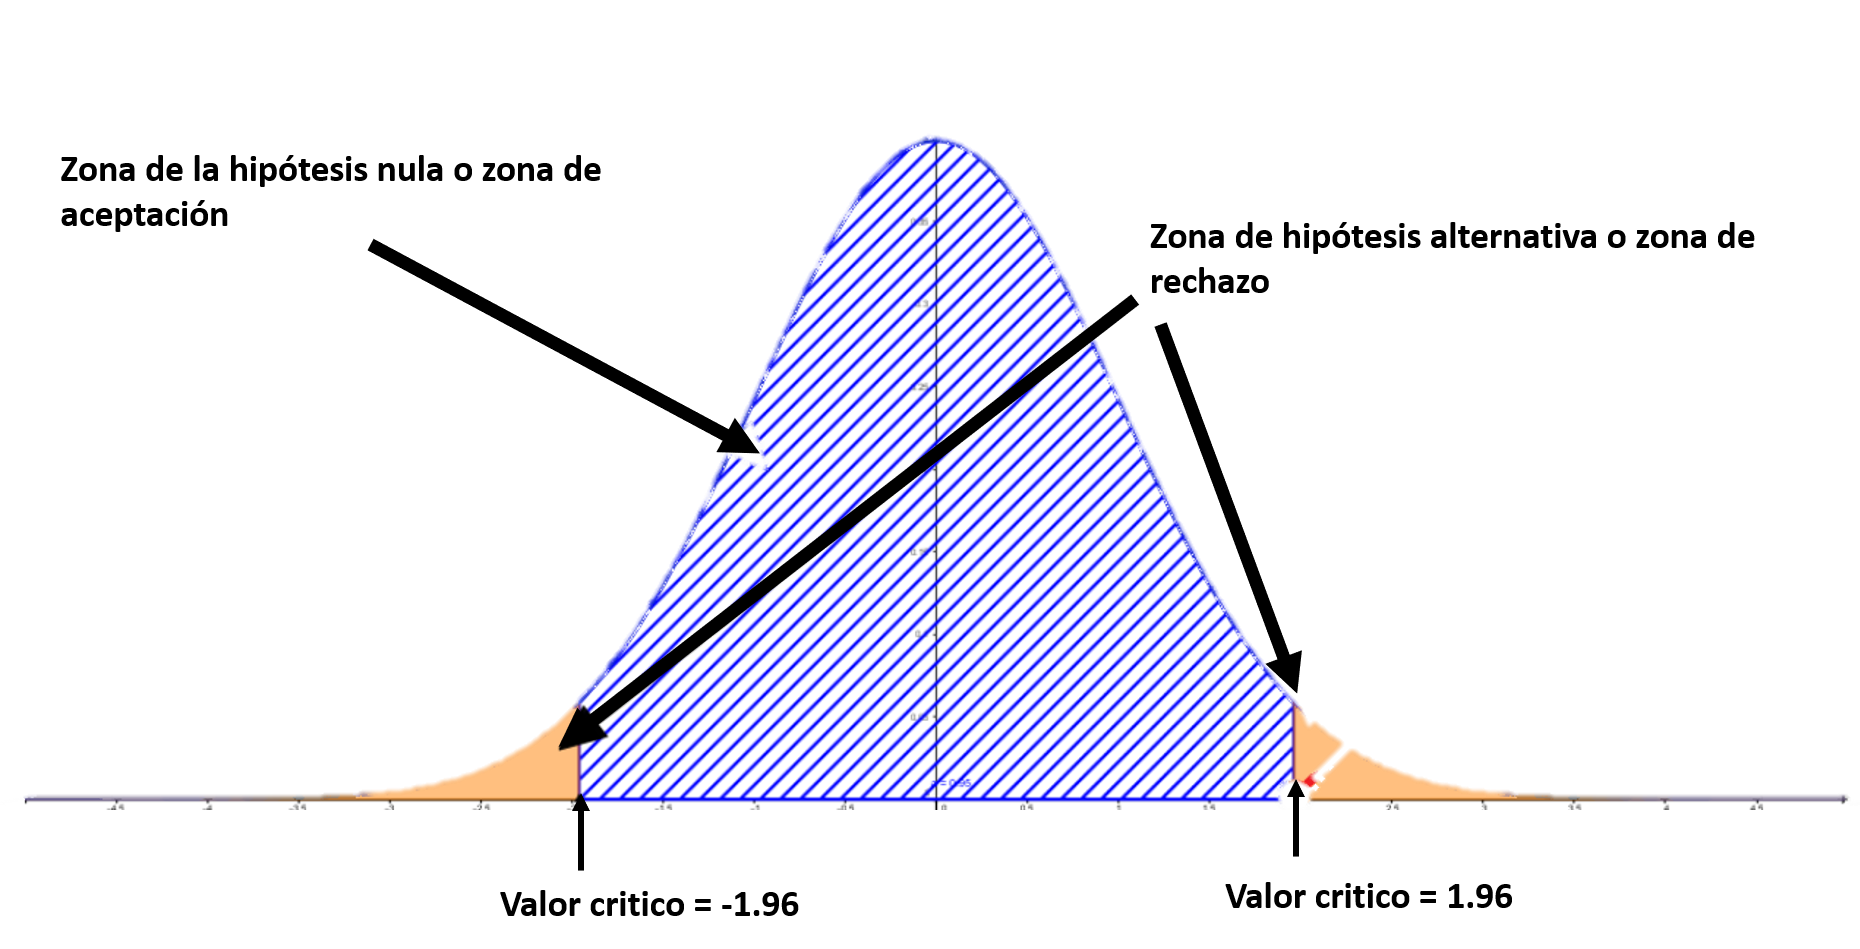 Zona de la hipótesis nula o zona de
aceptación
Zona de hipótesis alternativa o zona de
rechazo
Valor critico = -1.96
Valor critico = 1.96